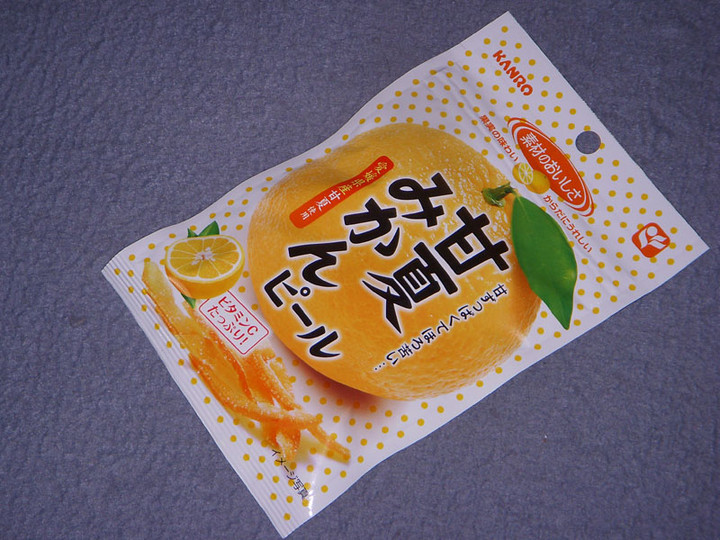 KANRO
素材のおいしさ
果実の味わい
からだにうれしい
甘ずっぱくてほろ苦い…
甘夏
みかん
ピール
愛媛県産甘夏使用
ビタミンC
たっぷり!
イメージ写真